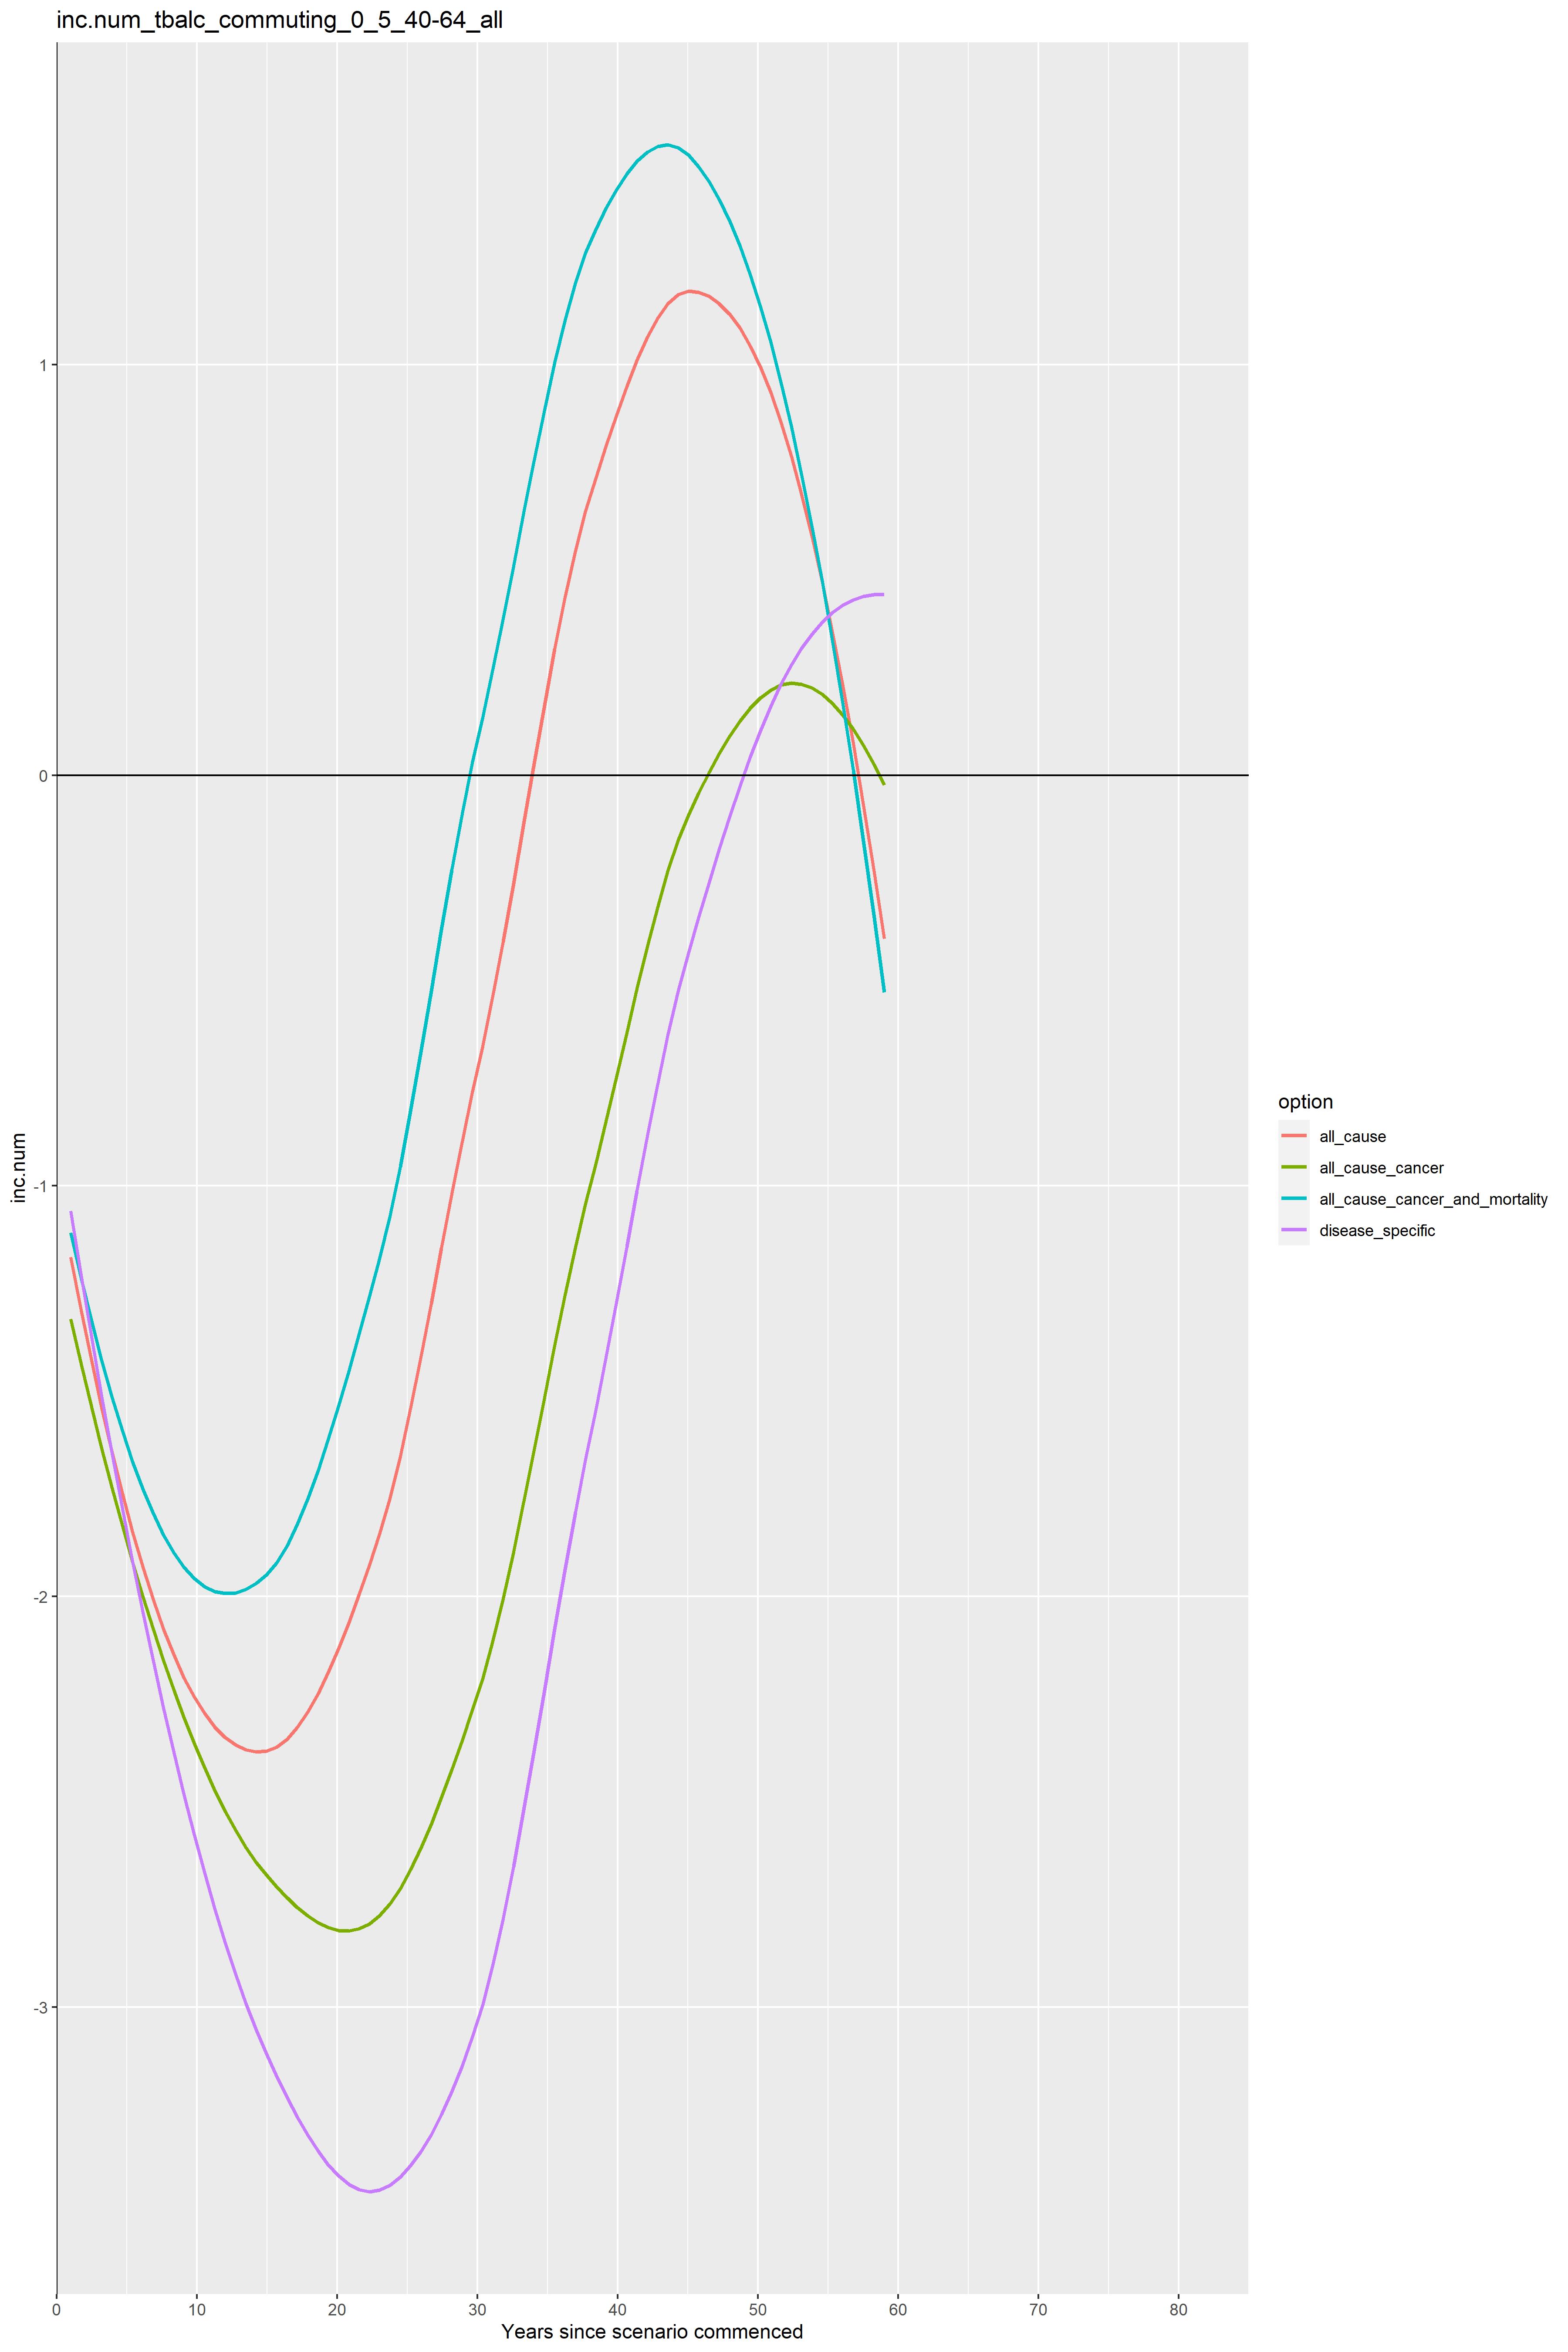 inc.num_tbalc_commuting_0_5_40-64_all
inc.num
1
0
-1
-2
-3
0 10 20 30 40 50 60 70 80
Years since scenario commenced
option
all_cause
all_cause_cancer
all_cause_cancer_and_mortality
disease_specific